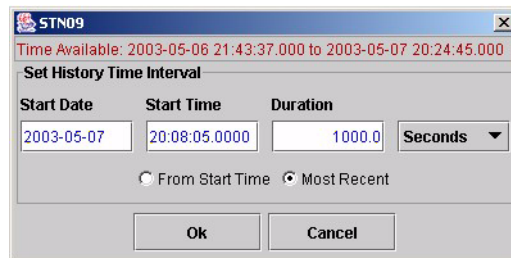 STN09
Time Available: 2003-05-06 21:43:37.000 to 2003-05-07 20:24:45.000
Set History Time Interval
Start Date Start Time Duration
2003-05-07 20:08:05.0000 1000.0 Seconds
From Start Time Most Recent
Ok Cancel